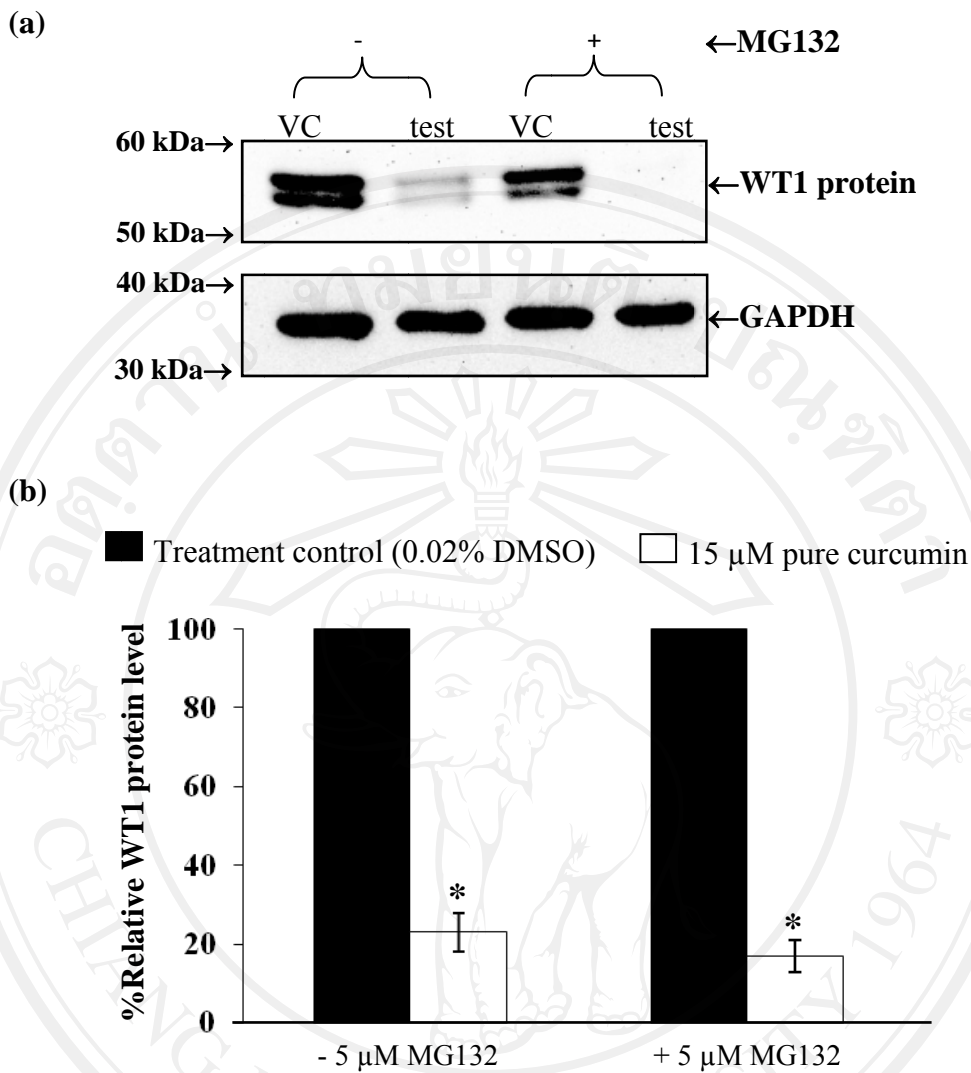 (a)
- + ←MG132
VC test VC test
60 kDa→
←WT1 protein
50 kDa→
40 kDa→
←GAPDH
30 kDa→
(b)
Treatment control (0.02% DMSO) 15 µM pure curcumin
%Relative WT1 protein level
100
80
60
40
20
0
* *
- 5 µM MG132 + 5 µM MG132
1964